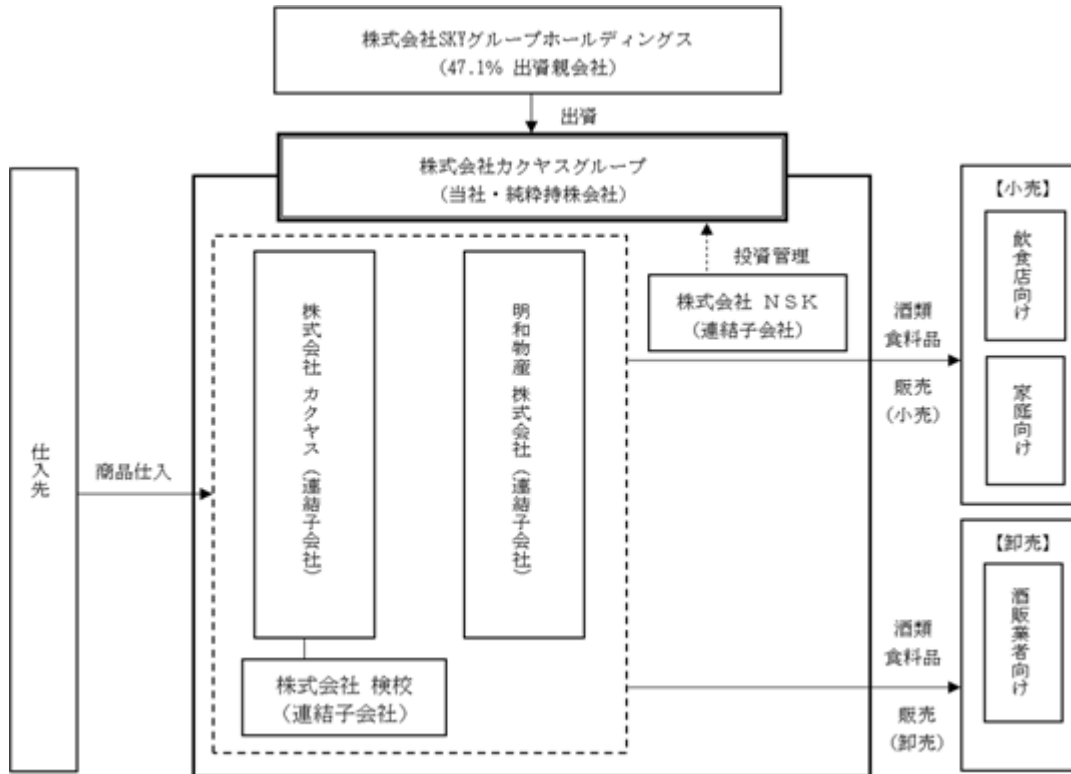 株式会社SKYグループホールディングス
（47.1% 出資親会社）
出資
株式会社カクヤスグループ
（当社・純粋持株会社）
投資管理
株式会社 ＮＳＫ
（連結子会社）
仕入先
商品仕入
株式会社 カクヤス（連結子会社）
明和物産 株式会社（連結子会社）
株式会社 検校
（連結子会社）
酒類
食料品
販売
（小売）
【小売】
飲食店向け
家庭向け
酒類
食料品
販売
（卸売）
【卸売】
酒販業者向け